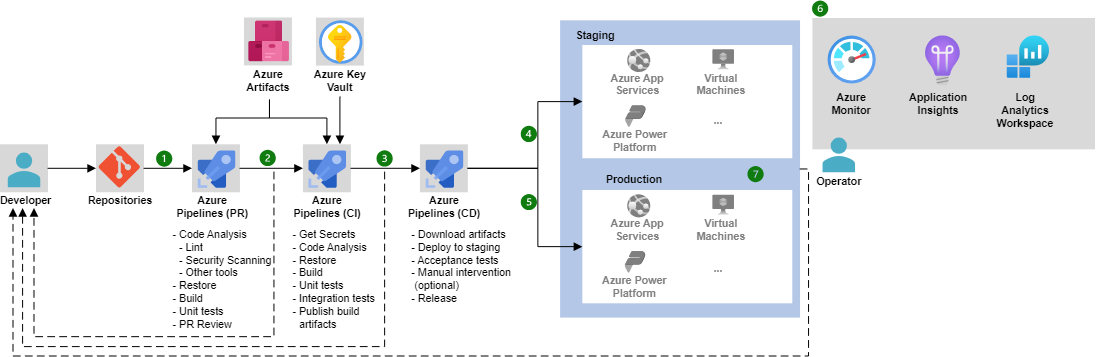 6
Staging
Azure App
Services
Virtual
Machines
Azure Power
Platform
...
Azure
Artifacts
Azure Key
Vault
Azure
Monitor
Application
Insights
Log
Analytics
Workspace
1
2
3
4
5
7
Developer
Repositories
Azure
Pipelines (PR)
Azure
Pipelines (CI)
Azure
Pipelines (CD)
Operator
Production
Azure App
Services
Virtual
Machines
Azure Power
Platform
...
- Code Analysis
- Lint
- Security Scanning
- Other tools
- Restore
- Build
- Unit tests
- PR Review
- Get Secrets
- Code Analysis
- Restore
- Build
- Unit tests
- Integration tests
- Publish build
artifacts
- Download artifacts
- Deploy to staging
- Acceptance tests
- Manual intervention
(optional)
- Release